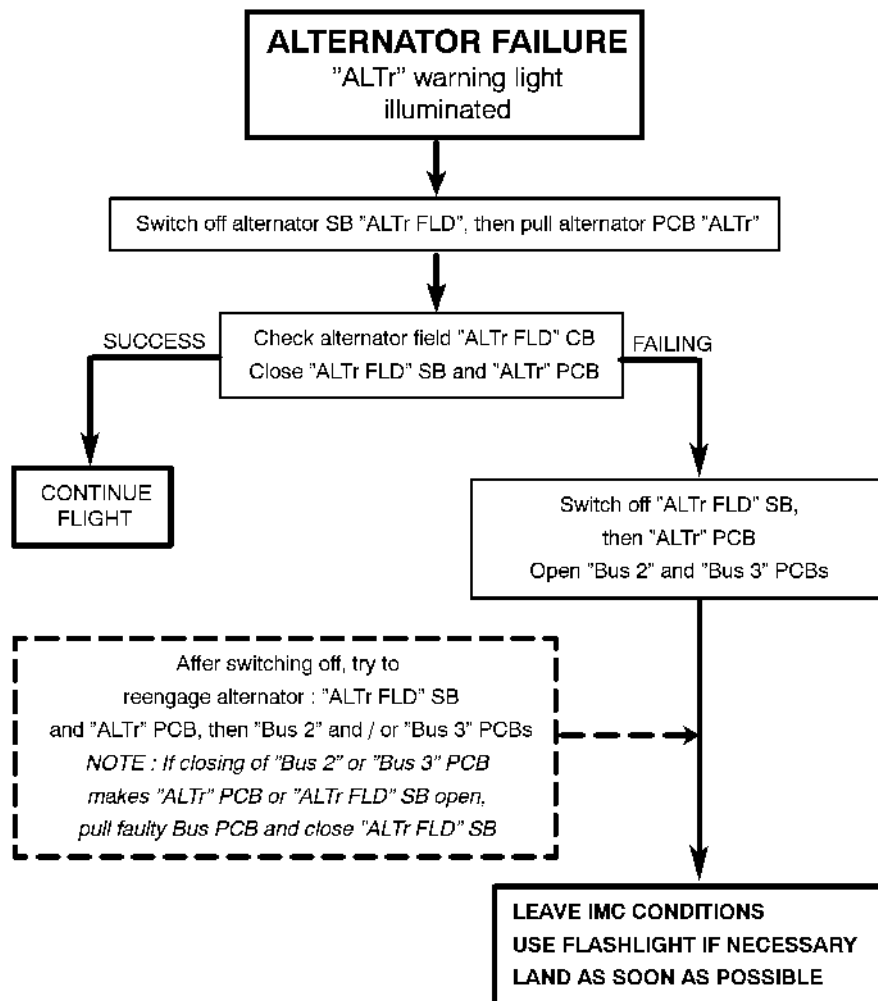 ALTERNATOR FAILURE
"ALTr" warning light
illuminated
Switch off alternator SB "ALTr FLD", then pull alternator PCB "ALTr"
SUCCESS
Check alternator field "ALTr FLD" CB
Close "ALTr FLD" SB and "ALTr" PCB
FAILING
CONTINUE
FLIGHT
Switch off "ALTr FLD" SB,
then "ALTr" PCB
Open "Bus 2" and "Bus 3" PCBs
After switching off, try to
reengage alternator : "ALTr FLD" SB
and "ALTr" PCB, then "Bus 2" and / or "Bus 3" PCBs
NOTE : If closing of "Bus 2" or "Bus 3" PCB
makes "ALTr" PCB or "ALTr FLD" SB open,
pull faulty Bus PCB and close "ALTr FLD" SB
LEAVE IMC CONDITIONS
USE FLASHLIGHT IF NECESSARY
LAND AS SOON AS POSSIBLE